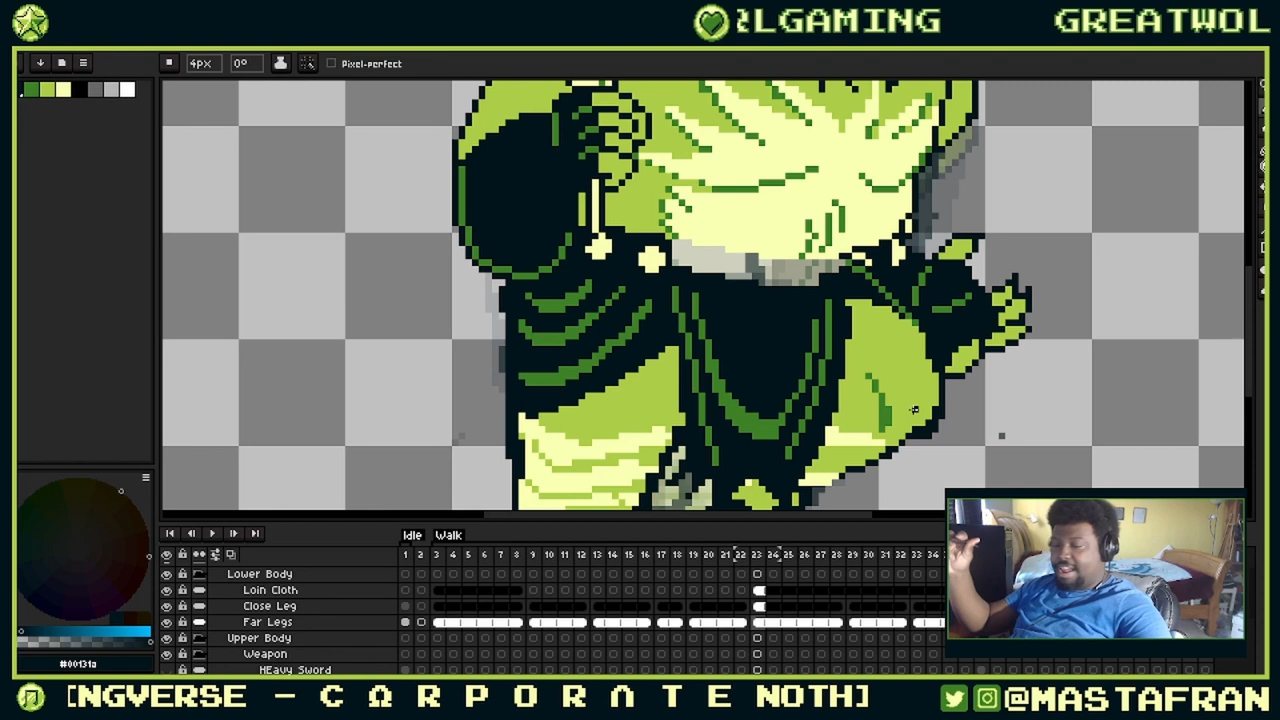 ƧLGAMING GREATWOL
4px 0° Pixel-perfect
Idle Walk
1 2 3 4 5 6 7 8 9 10 11 12 13 14 15 16 17 18 19 20 21 22 23 24 25 26 27 28 29 30 31 32 33 34
Lower Body
Loin Cloth
Close Leg
Far Legs
Upper Body
Weapon
HEavy Sword
#00131a
[NGVERSE - C Ω R P O R Ո T E NOTH] @MASTAFRAN